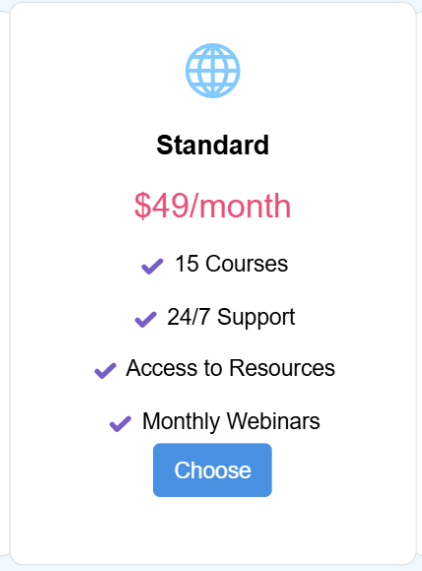 Standard
$49/month
15 Courses
24/7 Support
Access to Resources
Monthly Webinars
Choose